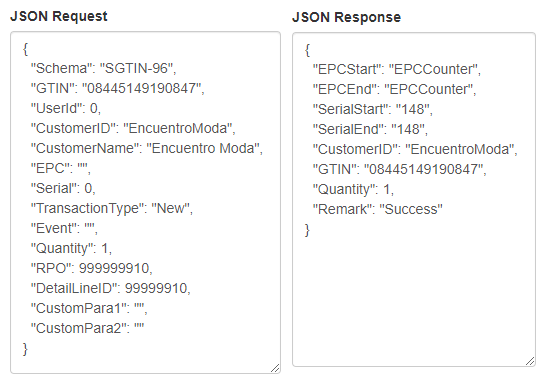 JSON Request
{
"Schema": "SGTIN-96",
"GTIN": "08445149190847",
"UserId": 0,
"CustomerID": "EncuentroModa",
"CustomerName": "Encuentro Moda",
"EPC": "",
"Serial": 0,
"TransactionType": "New",
"Event": "",
"Quantity": 1,
"RPO": 999999910,
"DetailLineID": 99999910,
"CustomPara1": "",
"CustomPara2": ""
}
JSON Response
{
"EPCStart": "EPCCounter",
"EPCEnd": "EPCCounter",
"SerialStart": "148",
"SerialEnd": "148",
"CustomerID": "EncuentroModa",
"GTIN": "08445149190847",
"Quantity": 1,
"Remark": "Success"
}